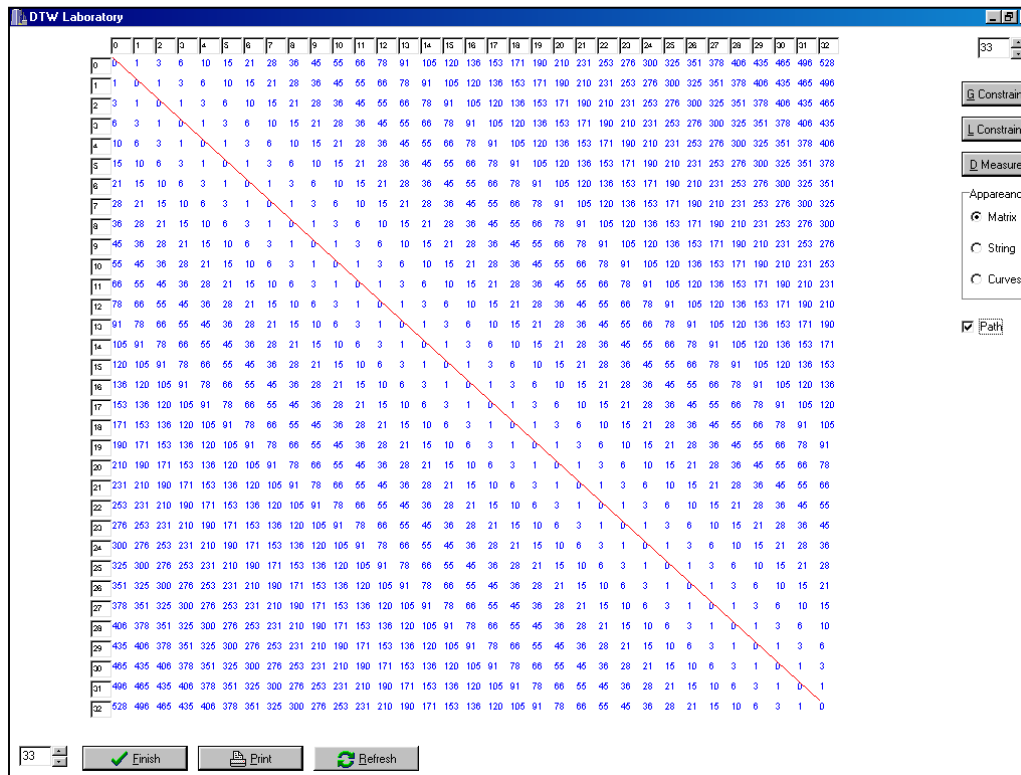 DTW Laboratory
0 1 2 3 4 5 6 7 8 9 10 11 12 13 14 15 16 17 18 19 20 21 22 23 24 25 26 27 28 29 30 31 32
0 0 1 3 6 10 15 21 28 36 45 55 66 78 91 105 120 136 153 171 190 210 231 253 276 300 325 351 378 406 435 465 496 528
1 1 0 1 3 6 10 15 21 28 36 45 55 66 78 91 105 120 136 153 171 190 210 231 253 276 300 325 351 378 406 435 465 496
2 3 1 0 1 3 6 10 15 21 28 36 45 55 66 78 91 105 120 136 153 171 190 210 231 253 276 300 325 351 378 406 435 465
3 6 3 1 0 1 3 6 10 15 21 28 36 45 55 66 78 91 105 120 136 153 171 190 210 231 253 276 300 325 351 378 406 435
4 10 6 3 1 0 1 3 6 10 15 21 28 36 45 55 66 78 91 105 120 136 153 171 190 210 231 253 276 300 325 351 378 406
5 15 10 6 3 1 0 1 3 6 10 15 21 28 36 45 55 66 78 91 105 120 136 153 171 190 210 231 253 276 300 325 351 378
6 21 15 10 6 3 1 0 1 3 6 10 15 21 28 36 45 55 66 78 91 105 120 136 153 171 190 210 231 253 276 300 325 351
7 28 21 15 10 6 3 1 0 1 3 6 10 15 21 28 36 45 55 66 78 91 105 120 136 153 171 190 210 231 253 276 300 325
8 36 28 21 15 10 6 3 1 0 1 3 6 10 15 21 28 36 45 55 66 78 91 105 120 136 153 171 190 210 231 253 276 300
9 45 36 28 21 15 10 6 3 1 0 1 3 6 10 15 21 28 36 45 55 66 78 91 105 120 136 153 171 190 210 231 253 276
10 55 45 36 28 21 15 10 6 3 1 0 1 3 6 10 15 21 28 36 45 55 66 78 91 105 120 136 153 171 190 210 231 253
11 66 55 45 36 28 21 15 10 6 3 1 0 1 3 6 10 15 21 28 36 45 55 66 78 91 105 120 136 153 171 190 210 231
12 78 66 55 45 36 28 21 15 10 6 3 1 0 1 3 6 10 15 21 28 36 45 55 66 78 91 105 120 136 153 171 190 210
13 91 78 66 55 45 36 28 21 15 10 6 3 1 0 1 3 6 10 15 21 28 36 45 55 66 78 91 105 120 136 153 171 190
14 105 91 78 66 55 45 36 28 21 15 10 6 3 1 0 1 3 6 10 15 21 28 36 45 55 66 78 91 105 120 136 153 171
15 120 105 91 78 66 55 45 36 28 21 15 10 6 3 1 0 1 3 6 10 15 21 28 36 45 55 66 78 91 105 120 136 153
16 136 120 105 91 78 66 55 45 36 28 21 15 10 6 3 1 0 1 3 6 10 15 21 28 36 45 55 66 78 91 105 120 136
17 153 136 120 105 91 78 66 55 45 36 28 21 15 10 6 3 1 0 1 3 6 10 15 21 28 36 45 55 66 78 91 105 120
18 171 153 136 120 105 91 78 66 55 45 36 28 21 15 10 6 3 1 0 1 3 6 10 15 21 28 36 45 55 66 78 91 105
19 190 171 153 136 120 105 91 78 66 55 45 36 28 21 15 10 6 3 1 0 1 3 6 10 15 21 28 36 45 55 66 78 91
20 210 190 171 153 136 120 105 91 78 66 55 45 36 28 21 15 10 6 3 1 0 1 3 6 10 15 21 28 36 45 55 66 78
21 231 210 190 171 153 136 120 105 91 78 66 55 45 36 28 21 15 10 6 3 1 0 1 3 6 10 15 21 28 36 45 55 66
22 253 231 210 190 171 153 136 120 105 91 78 66 55 45 36 28 21 15 10 6 3 1 0 1 3 6 10 15 21 28 36 45 55
23 276 253 231 210 190 171 153 136 120 105 91 78 66 55 45 36 28 21 15 10 6 3 1 0 1 3 6 10 15 21 28 36 45
24 300 276 253 231 210 190 171 153 136 120 105 91 78 66 55 45 36 28 21 15 10 6 3 1 0 1 3 6 10 15 21 28 36
25 325 300 276 253 231 210 190 171 153 136 120 105 91 78 66 55 45 36 28 21 15 10 6 3 1 0 1 3 6 10 15 21 28
26 351 325 300 276 253 231 210 190 171 153 136 120 105 91 78 66 55 45 36 28 21 15 10 6 3 1 0 1 3 6 10 15 21
27 378 351 325 300 276 253 231 210 190 171 153 136 120 105 91 78 66 55 45 36 28 21 15 10 6 3 1 0 1 3 6 10 15
28 406 378 351 325 300 276 253 231 210 190 171 153 136 120 105 91 78 66 55 45 36 28 21 15 10 6 3 1 0 1 3 6 10
29 435 406 378 351 325 300 276 253 231 210 190 171 153 136 120 105 91 78 66 55 45 36 28 21 15 10 6 3 1 0 1 3 6
30 465 435 406 378 351 325 300 276 253 231 210 190 171 153 136 120 105 91 78 66 55 45 36 28 21 15 10 6 3 1 0 1 3
31 496 465 435 406 378 351 325 300 276 253 231 210 190 171 153 136 120 105 91 78 66 55 45 36 28 21 15 10 6 3 1 0 1
32 528 496 465 435 406 378 351 325 300 276 253 231 210 190 171 153 136 120 105 91 78 66 55 45 36 28 21 15 10 6 3 1 0
33
G Constrain
L Constrain
D Measure
Appareanc
Matrix
String
Curves
Path
33 Finish Print Refresh